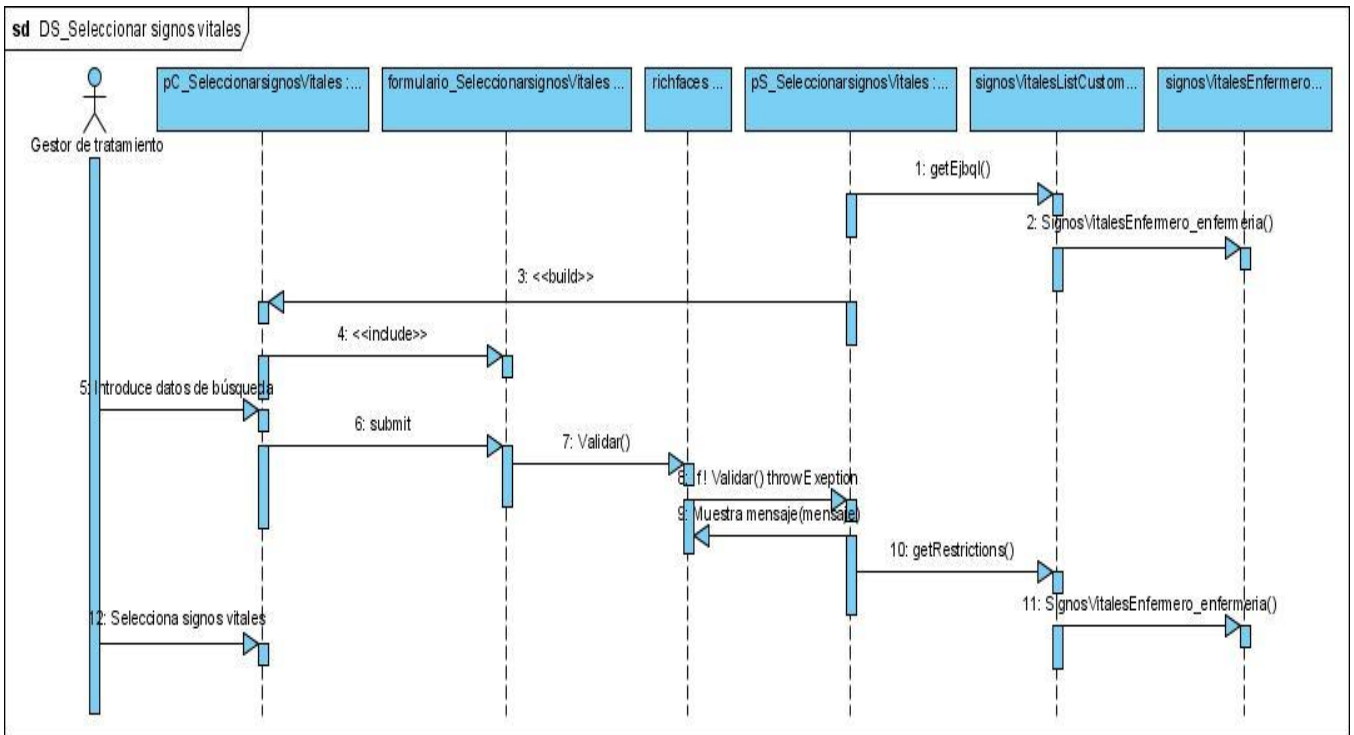 sd DS_Seleccionar signos vitales
Gestor de tratamiento
pC_SeleccionarsignosVitales :...
formulario_SeleccionarsignosVitales ...
richfaces ...
pS_SeleccionarsignosVitales :...
signosVitalesListCustom...
signosVitalesEnfermero...
1: getEjbql()
2: SignosVitalesEnfermero_enfermeria()
3: <<build>>
4: <<include>>
5: Introduce datos de búsqueda
6: submit
7: Validar()
8: If ! Validar() throwExeption
9: Muestra mensaje(mensaje)
10: getRestrictions()
11: SignosVitalesEnfermero_enfermeria()
12: Selecciona signos vitales